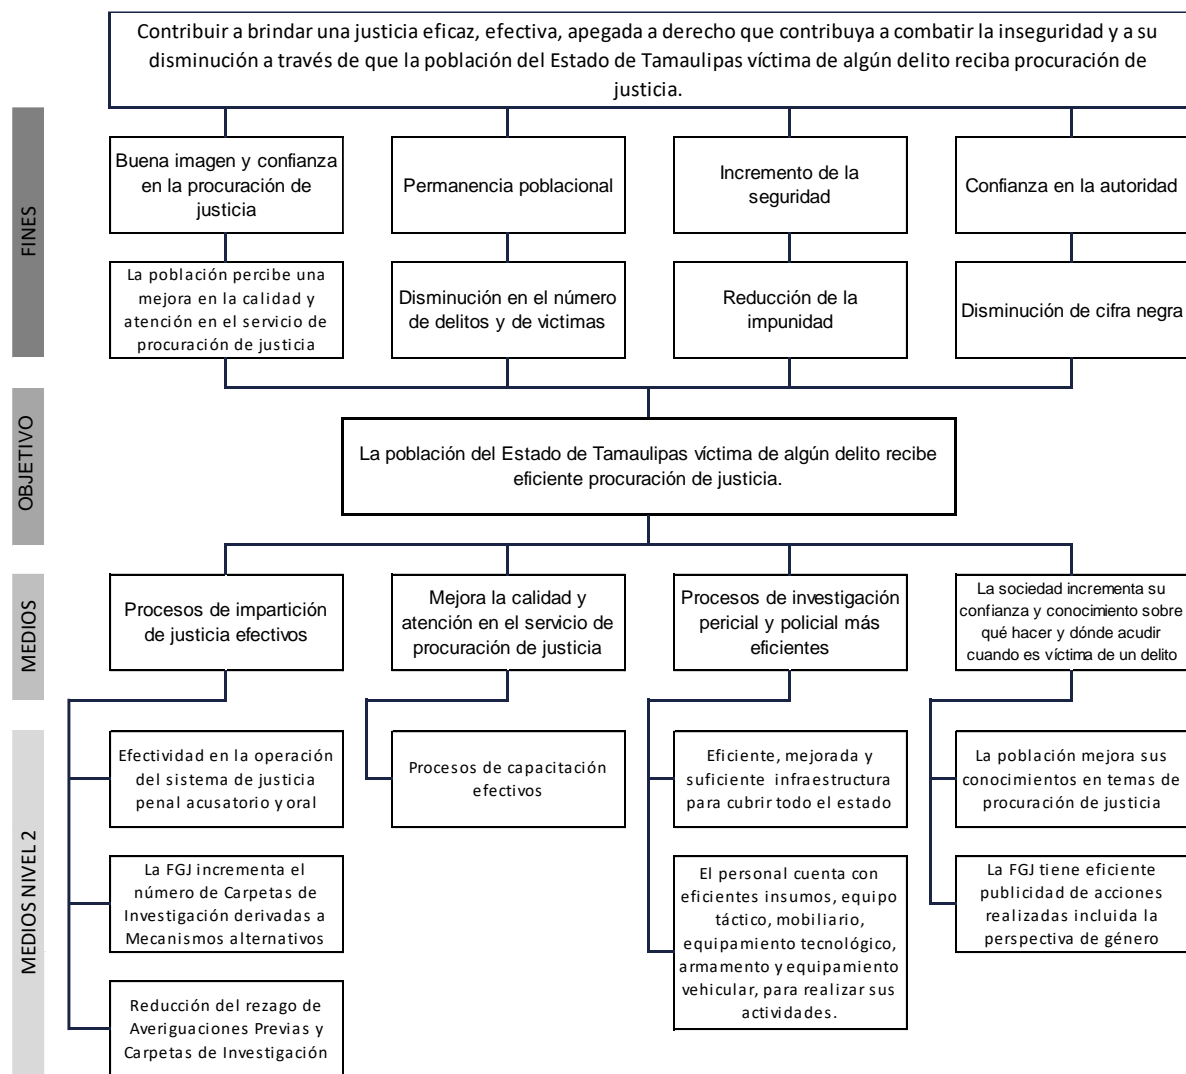 Contribuir a brindar una justicia eficaz, efectiva, apegada a derecho que contribuya a combatir la inseguridad y a su
disminución a través de que la población del Estado de Tamaulipas víctima de algún delito reciba procuración de
justicia.
FINES
Buena imagen y confianza
en la procuración de
justicia
Permanencia poblacional
Incremento de la
seguridad
Confianza en la autoridad
La población percibe una
mejora en la calidad y
atención en el servicio de
procuración de justicia
Disminución en el número
de delitos y de victimas
Reducción de la
impunidad
Disminución de cifra negra
OBJETIVO
La población del Estado de Tamaulipas víctima de algún delito recibe
eficiente procuración de justicia.
MEDIOS
Procesos de impartición
de justicia efectivos
Mejora la calidad y
atención en el servicio de
procuración de justicia
Procesos de investigación
pericial y policial más
eficientes
La sociedad incrementa su
confianza y conocimiento sobre
qué hacer y dónde acudir
cuando es víctima de un delito
MEDIOS NIVEL 2
Efectividad en la operación
del sistema de justicia
penal acusatorio y oral
Procesos de capacitación
efectivos
Eficiente, mejorada y
suficiente infraestructura
para cubrir todo el estado
La población mejora sus
conocimientos en temas de
procuración de justicia
La FGJ incrementa el
número de Carpetas de
Investigación derivadas a
Mecanismos alternativos
El personal cuenta con
eficientes insumos, equipo
táctico, mobiliario,
equipamiento tecnológico,
armamento y equipamiento
vehicular, para realizar sus
actividades.
La FGJ tiene eficiente
publicidad de acciones
realizadas incluida la
perspectiva de género
Reducción del rezago de
Averiguaciones Previas y
Carpetas de Investigación